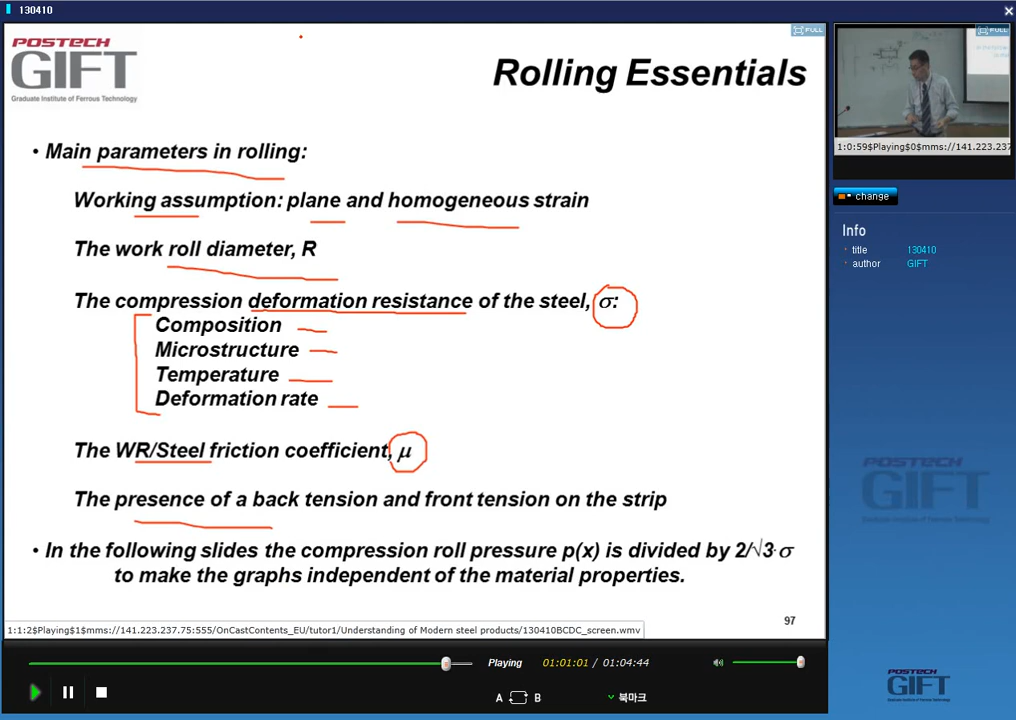 130410
POSTECH
GIFT
Graduate Institute of Ferrous Technology
FULL
Rolling Essentials
• Main parameters in rolling:
Working assumption: plane and homogeneous strain
The work roll diameter, R
The compression deformation resistance of the steel, σ:
Composition
Microstructure
Temperature
Deformation rate
The WR/Steel friction coefficient, μ
The presence of a back tension and front tension on the strip
• In the following slides the compression roll pressure p(x) is divided by 2/√3·σ
to make the graphs independent of the material properties.
97
1:1:2$Playing$1$mms://141.223.237.75:555/OnCastContents_EU/tutor1/Understanding of Modern steel products/130410BCDC_screen.wmv
Playing
01:01:01 / 01:04:44
A B
북마크
FULL
1:0:59$Playing$0$mms://141.223.237
change
Info
title 130410
author GIFT
POSTECH
GIFT
POSTECH
GIFT